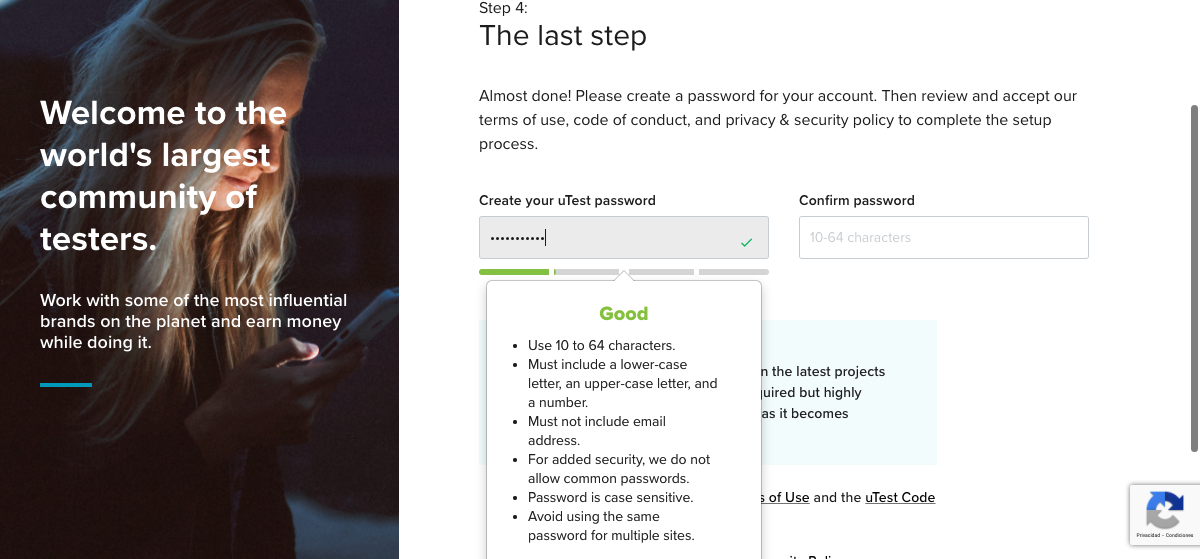 Welcome to the
world's largest
community of
testers.
Work with some of the most influential
brands on the planet and earn money
while doing it.
Step 4:
The last step
Almost done! Please create a password for your account. Then review and accept our
terms of use, code of conduct, and privacy & security policy to complete the setup
process.
Create your uTest password
Confirm password
•••••••••••
10-64 characters
Good
Use 10 to 64 characters.
Must include a lower-case
letter, an upper-case letter, and
a number.
Must not include email
address.
For added security, we do not
allow common passwords.
Password is case sensitive.
Avoid using the same
password for multiple sites.
n the latest projects
quired but highly
as it becomes
s of Use and the uTest Code
Privacidad - Condiciones